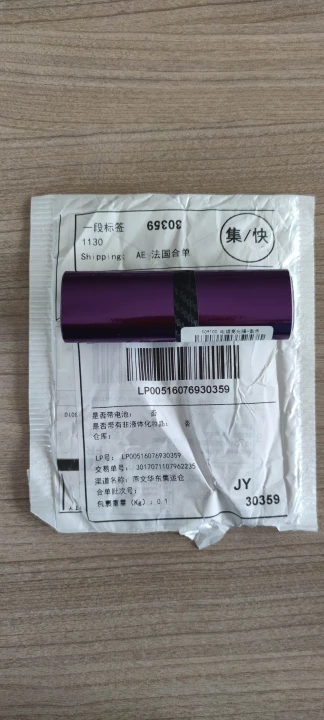 一段标签
30359
集/快
1130
Shipping: AE 法国合单
LP00516076930359
是否带电池: 否
是否带有非液体化妆品: 否
仓库:
LP号: LP00516076930359
交易单号: 3017071107962235
渠道名称: 燕文华东集运仓
合单批次号:
包裹重量 (Kg): 0.1
JY
30359